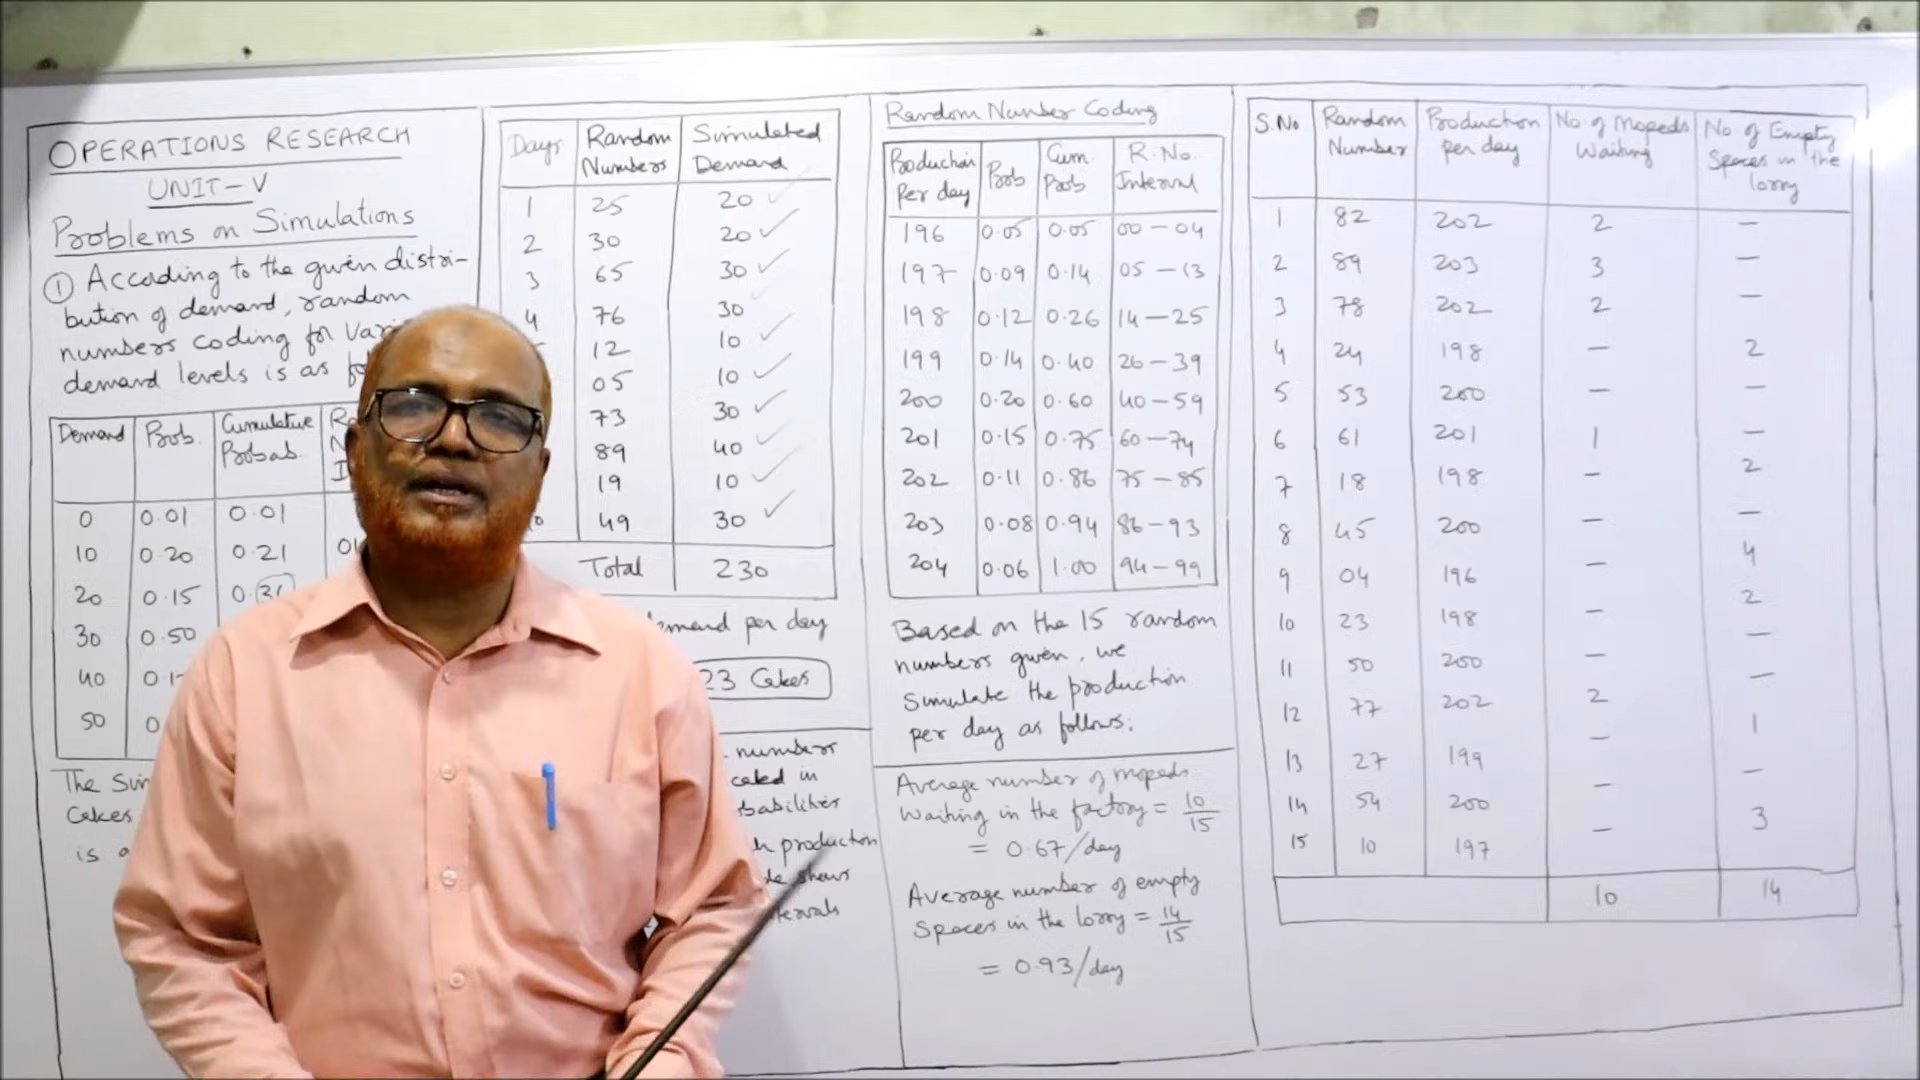 OPERATIONS RESEARCH
UNIT-V
Problems on Simulations
① According to the given distri-
bution of demand, random
numbers coding for
demand levels is as
Demand Prob. Cumulative Probab.
0 0.01 0.01
10 0.20 0.21
20 0.15
30 0.50
40
50
The
Cakes
is
Days Random Numbers Simulated Demand
1 25 20 ✓
2 30 20 ✓
3 65 30 ✓
4 76 30
12 10 ✓
05 10 ✓
73 30 ✓
89 40 ✓
19 10 ✓
49 30 ✓
Total 230
demand per day
23 Cakes
numbers
in
production
shows
Random Number Coding
Production Per day Prob Cum. Prob R.No. Interval
196 0.05 0.05 00-04
197 0.09 0.14 05-13
198 0.12 0.26 14-25
199 0.14 0.40 26-39
200 0.20 0.60 40-59
201 0.15 0.75 60-74
202 0.11 0.86 75-85
203 0.08 0.94 86-93
204 0.06 1.00 94-99
Based on the 15 random
numbers given, we
Simulate the production
per day as follows:
Average number of mopeds
Waiting in the factory = 10/15
= 0.67/day
Average number of empty
Spaces in the lorry = 14/15
= 0.93/day
S.No Random Number Production per day No of Mopeds Waiting No of Empty Spaces in the lorry
1 82 202 2 —
2 89 203 3 —
3 78 202 2 —
4 24 198 — 2
5 53 200 — —
6 61 201 1 —
7 18 198 — 2
8 45 200 — —
9 04 196 — 4
10 23 198 — 2
11 50 200 — —
12 77 202 2 —
13 27 199 — 1
14 54 200 — —
15 10 197 — 3
10 14